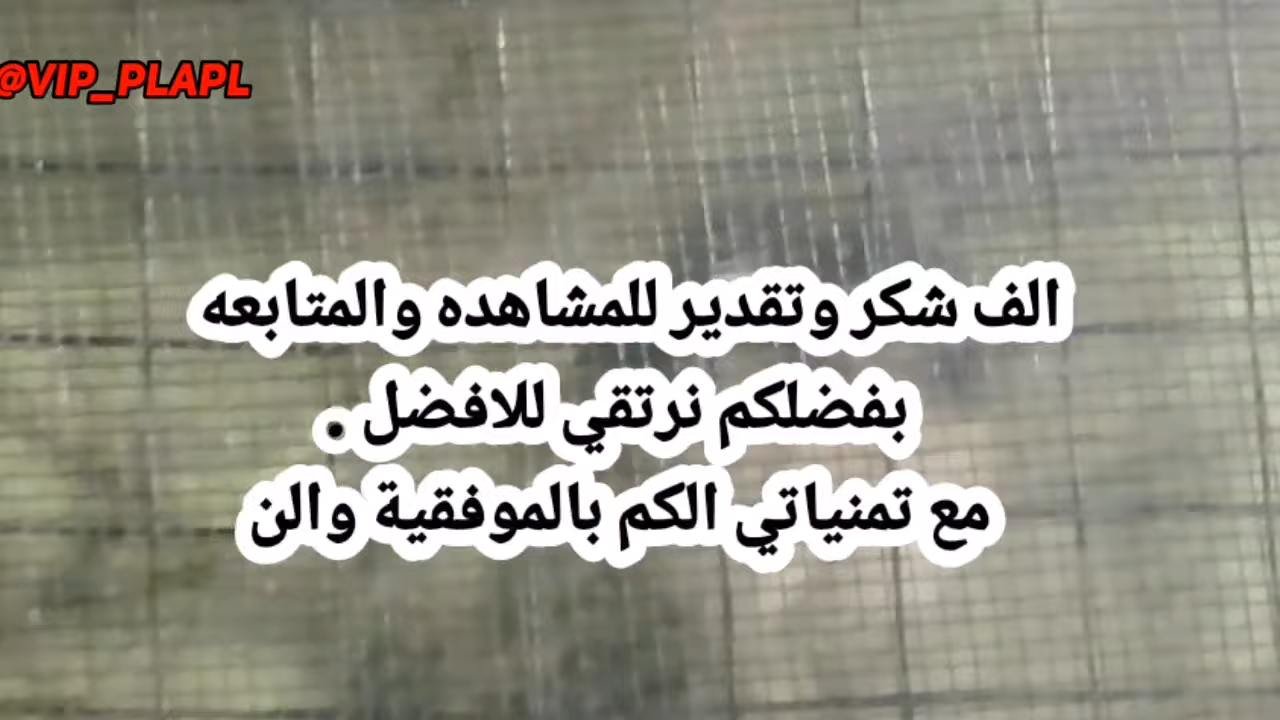 @VIP_PLAPL
الف شكر وتقدير للمشاهده والمتابعه
بفضلكم نرتقي للافضل .
مع تمنياتي الكم بالموفقية والن